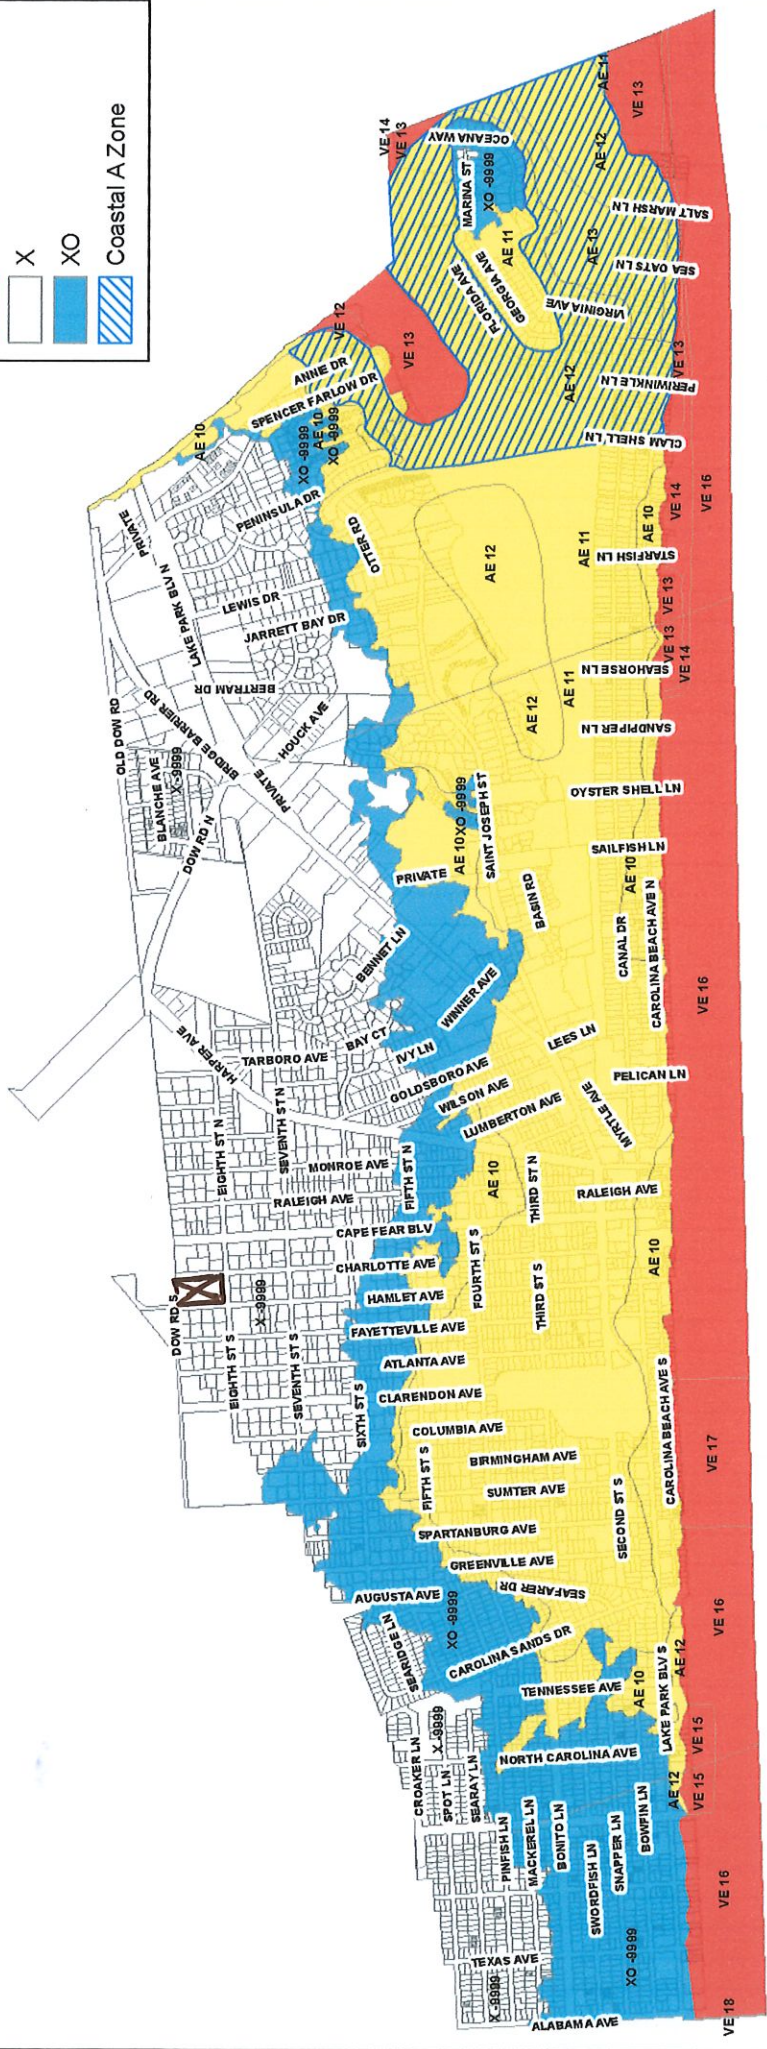 X
XO
Coastal A Zone
VE 14
VE 13
AE 11
VE 13
OCEANA WAY
MARINA ST
XO -9999
AE 12
SALT MARSH LN
AE 11
GEORGIA AVE
FLORIDA AVE
AE 13
SEA OATS LN
VIRGINIA AVE
VE 12
VE 13
ANNIE DR
SPENCER FARLOW DR
AE 12
PERIWINKLE LN
VE 13
AE 10
XO -9999
AE 10
XO -9999
CLAM SHELL LN
PRIVATE
PENINSULA DR
OTTER RD
VE 16
VE 14
AE 10
AE 12
AE 11
STARFISH LN
LAKE PARK BLV N
LEWIS DR
JARRETT BAY DR
VE 13
VE 13
VE 14
SEAHORSE LN
BERTRAM DR
OLD DOW RD
BRIDGE BARRIER RD
HOUCK AVE
AE 12
AE 11
SANDPIPER LN
BLANCHE AVE
X -9999
PRIVATE
DOW RD N
AE 10
XO -9999
SAINT JOSEPH ST
OYSTER SHELL LN
PRIVATE
SAILFISH LN
AE 10
BASIN RD
BENNET LN
CANAL DR
CAROLINA BEACH AVE N
VE 16
WINNER AVE
HARPER AVE
TARBORO AVE
BAY CT
IVY LN
LEES LN
GOLDSBORO AVE
WILSON AVE
PELICAN LN
LUMBERTON AVE
MYRTLE AVE
EIGHTH ST N
SEVENTH ST N
MONROE AVE
FIFTH ST N
AE 10
THIRD ST N
RALEIGH AVE
RALEIGH AVE
CAPE FEAR BLV
CHARLOTTE AVE
FOURTH ST S
AE 10
DOW RD S
X -9999
HAMLET AVE
THIRD ST S
FAYETTEVILLE AVE
EIGHTH ST S
SEVENTH ST S
ATLANTA AVE
SIXTH ST S
CLARENDON AVE
COLUMBIA AVE
CAROLINA BEACH AVE S
VE 17
BIRMINGHAM AVE
FIFTH ST S
SUMTER AVE
SECOND ST S
SPARTANBURG AVE
GREENVILLE AVE
AUGUSTA AVE
SEAFARER DR
XO -9999
VE 16
SEARIDGE LN
CAROLINA SANDS DR
AE 12
LAKE PARK BLV S
TENNESSEE AVE
AE 10
X -9999
VE 15
CROAKER LN
SPOT LN
SEARAY LN
NORTH CAROLINA AVE
AE 12
VE 15
PINFISH LN
MACKEREL LN
BONITO LN
SWORDFISH LN
SNAPPER LN
BOWFIN LN
VE 16
TEXAS AVE
XO -9999
X -9999
ALABAMA AVE
VE 18